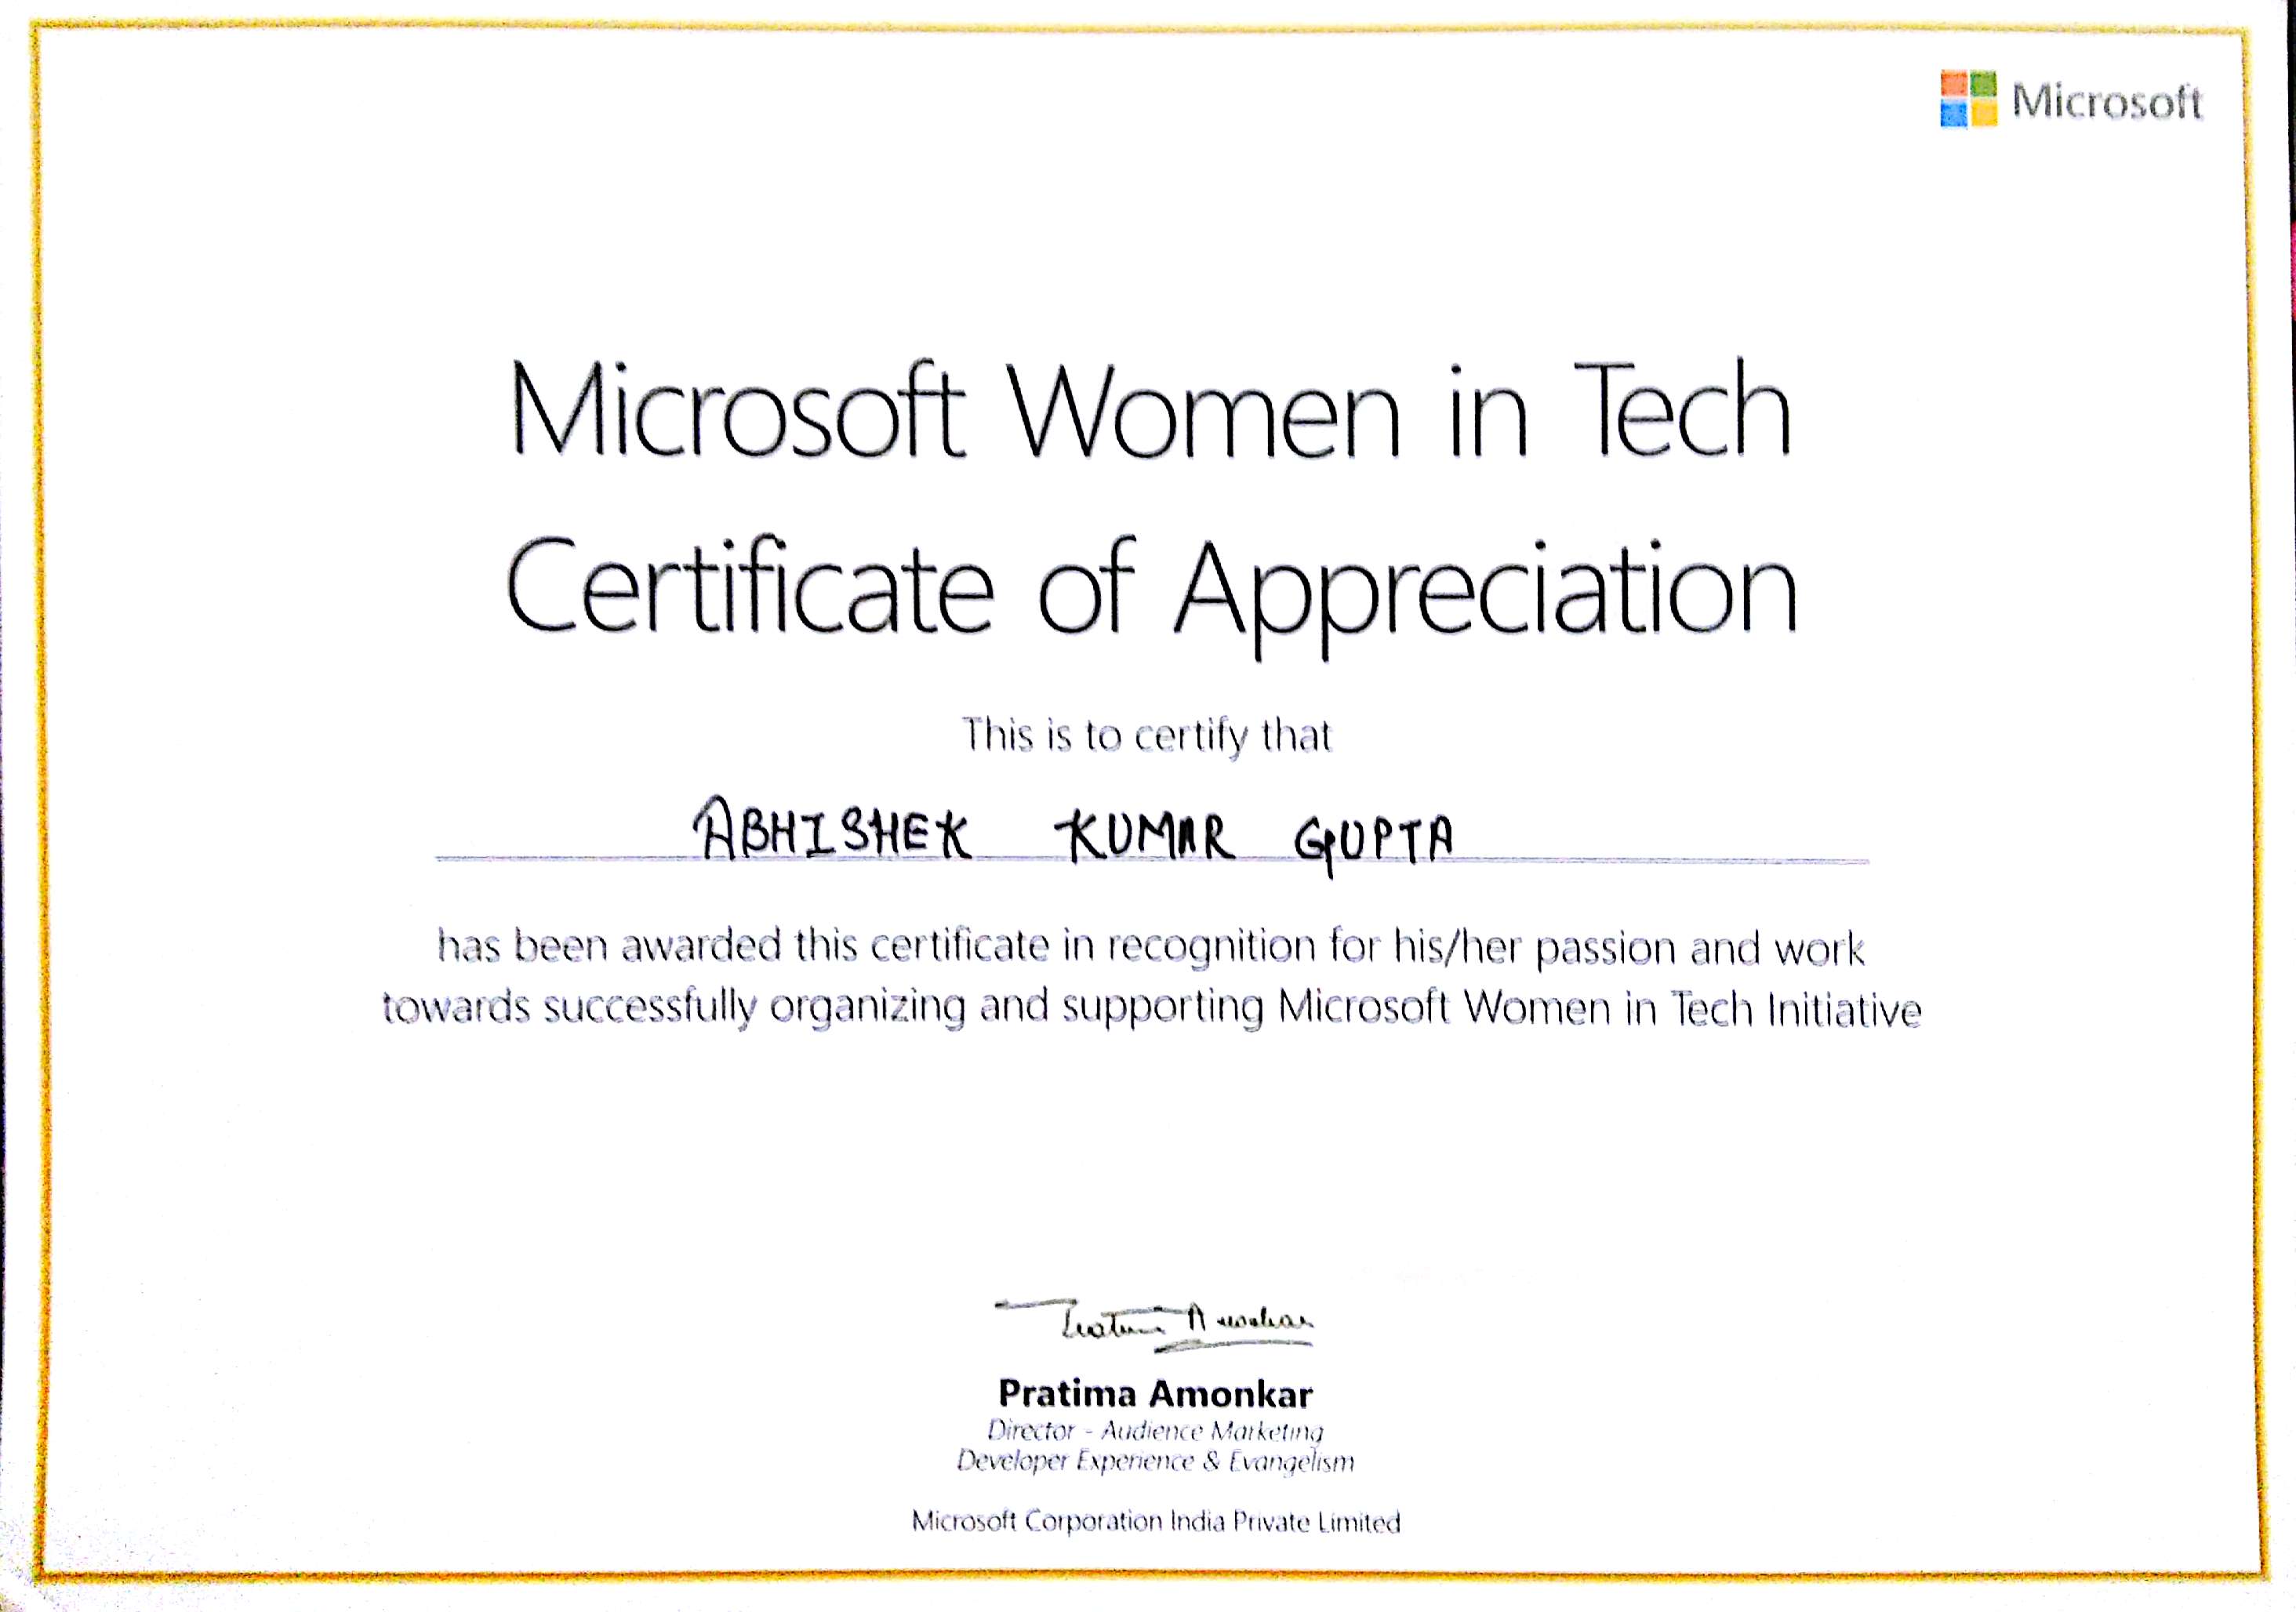 Microsoft
Microsoft Women in Tech
Certificate of Appreciation
This is to certify that
ABHISHEK KUMAR GUPTA
has been awarded this certificate in recognition for his/her passion and work
towards successfully organizing and supporting Microsoft Women in Tech Initiative
Pratima Amonkar
Pratima Amonkar
Director - Audience Marketing
Developer Experience & Evangelism
Microsoft Corporation India Private Limited